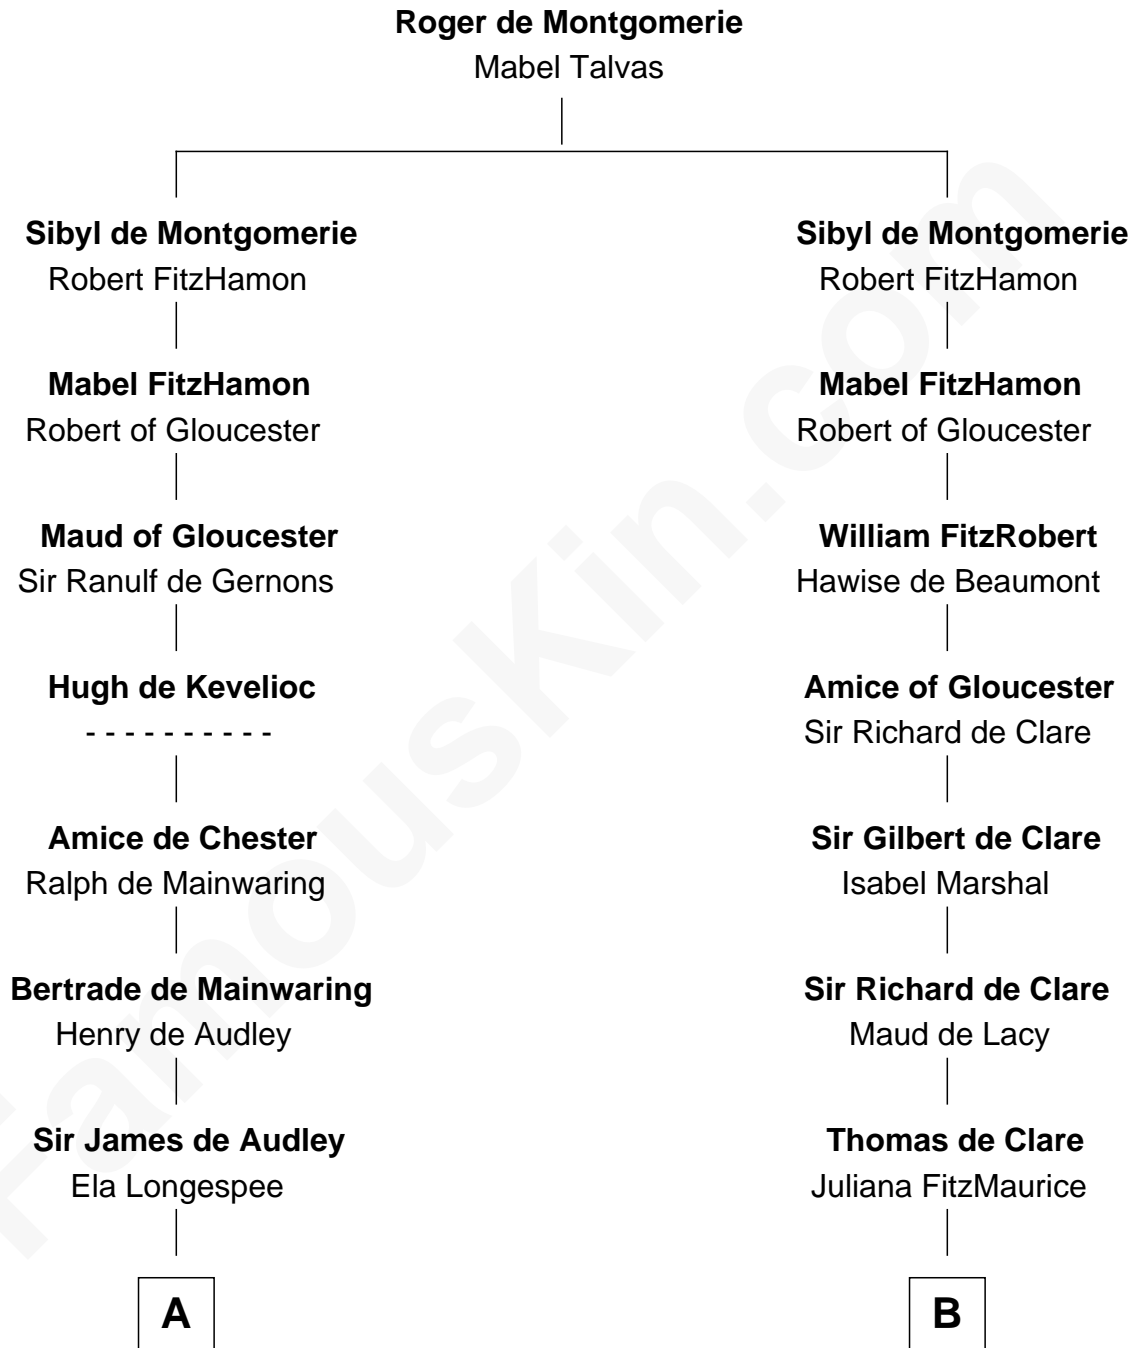 Roger de Montgomerie
Mabel Talvas
Sibyl de Montgomerie
Robert FitzHamon
Mabel FitzHamon
Robert of Gloucester
Maud of Gloucester
Sir Ranulf de Gernons
Hugh de Kevelioc
- - - - - - - - - -
Amice de Chester
Ralph de Mainwaring
Bertrade de Mainwaring
Henry de Audley
Sir James de Audley
Ela Longespee
A
Sibyl de Montgomerie
Robert FitzHamon
Mabel FitzHamon
Robert of Gloucester
William FitzRobert
Hawise de Beaumont
Amice of Gloucester
Sir Richard de Clare
Sir Gilbert de Clare
Isabel Marshal
Sir Richard de Clare
Maud de Lacy
Thomas de Clare
Juliana FitzMaurice
B
FamousKin.com